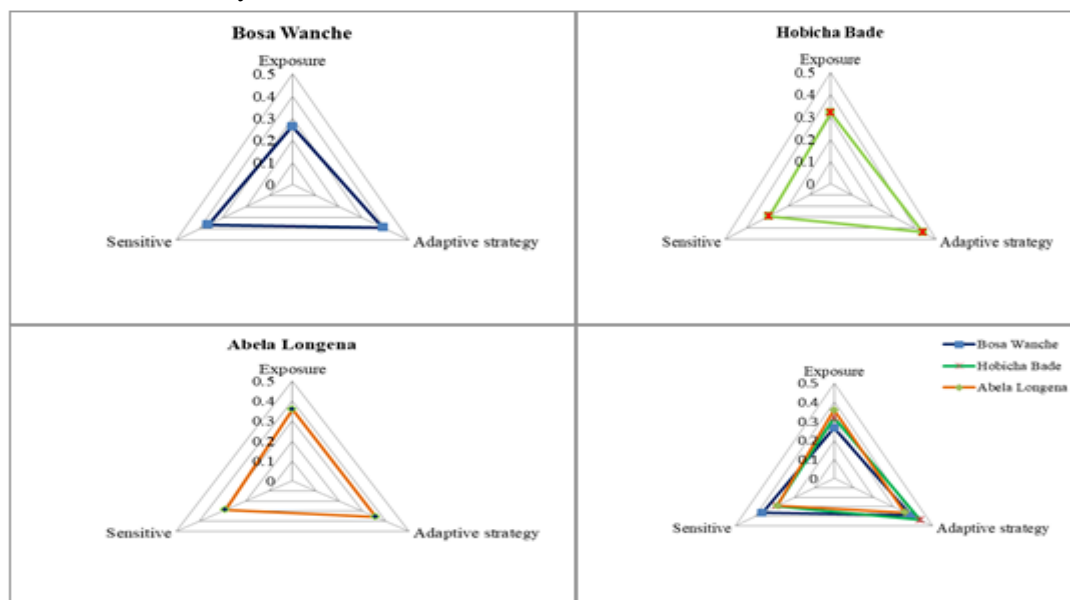 Bosa Wanche
Exposure
0.5
0.4
0.3
0.2
0.1
0
Sensitive
Adaptive strategy
Hobicha Bade
Exposure
0.5
0.4
0.3
0.2
0.1
0
Sensitive
Adaptive strategy
Abela Longena
Exposure
0.5
0.4
0.3
0.2
0.1
0
Sensitive
Adaptive strategy
Bosa Wanche
Hobicha Bade
Abela Longena
Exposure
0.5
0.4
0.3
0.2
0.1
0
Sensitive
Adaptive strategy